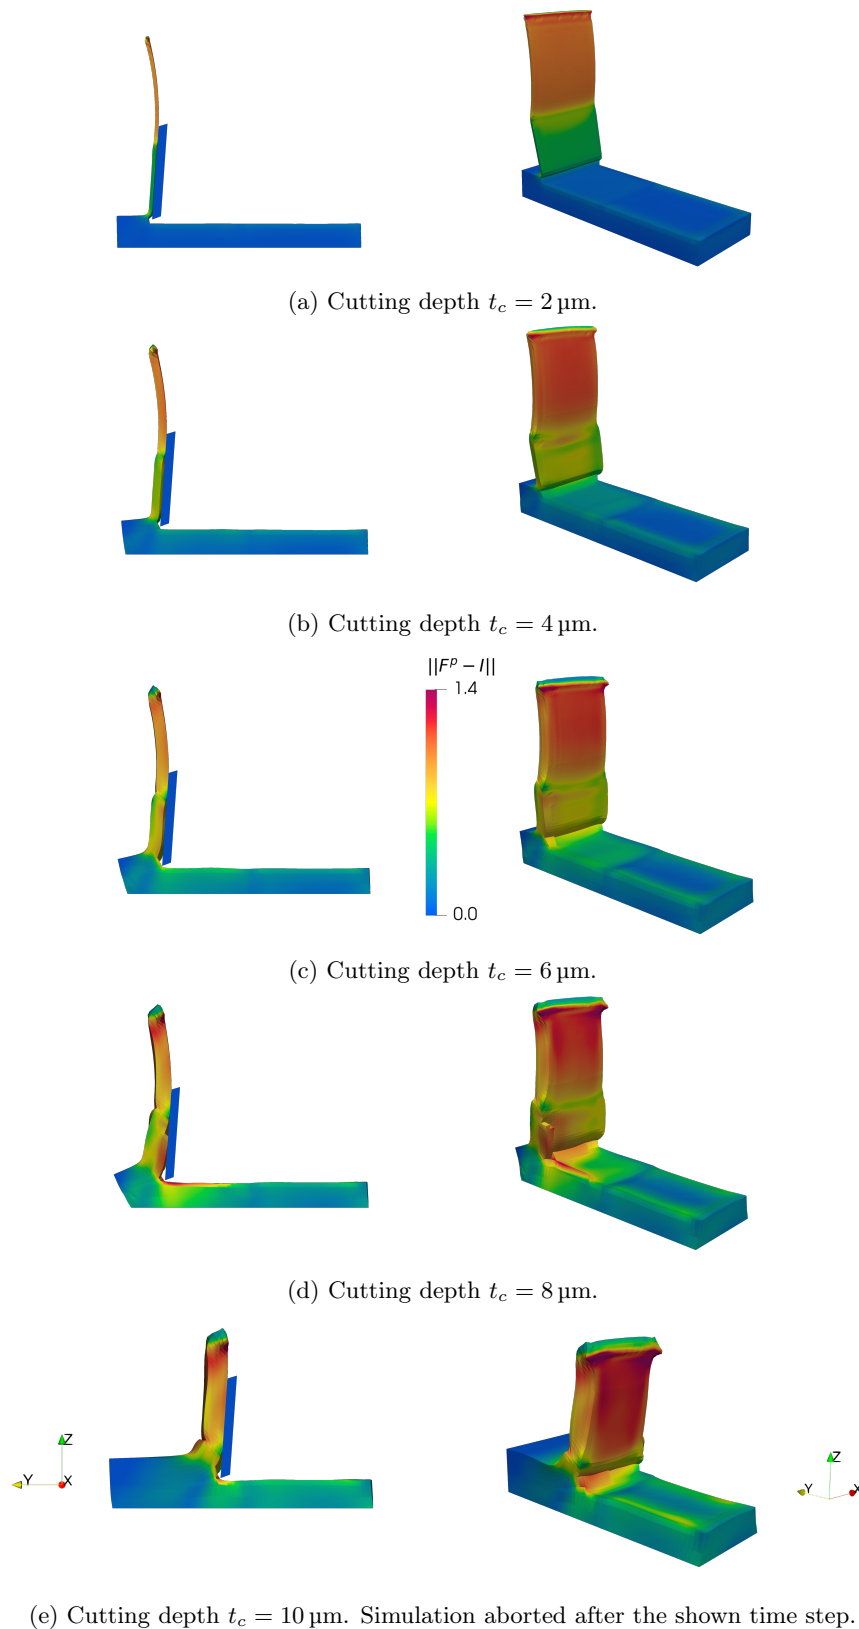 (a) Cutting depth t_c = 2 µm.
(b) Cutting depth t_c = 4 µm.
||F^p − I||
1.4
0.0
(c) Cutting depth t_c = 6 µm.
(d) Cutting depth t_c = 8 µm.
Z
Y X
Z
Y X
(e) Cutting depth t_c = 10 µm. Simulation aborted after the shown time step.